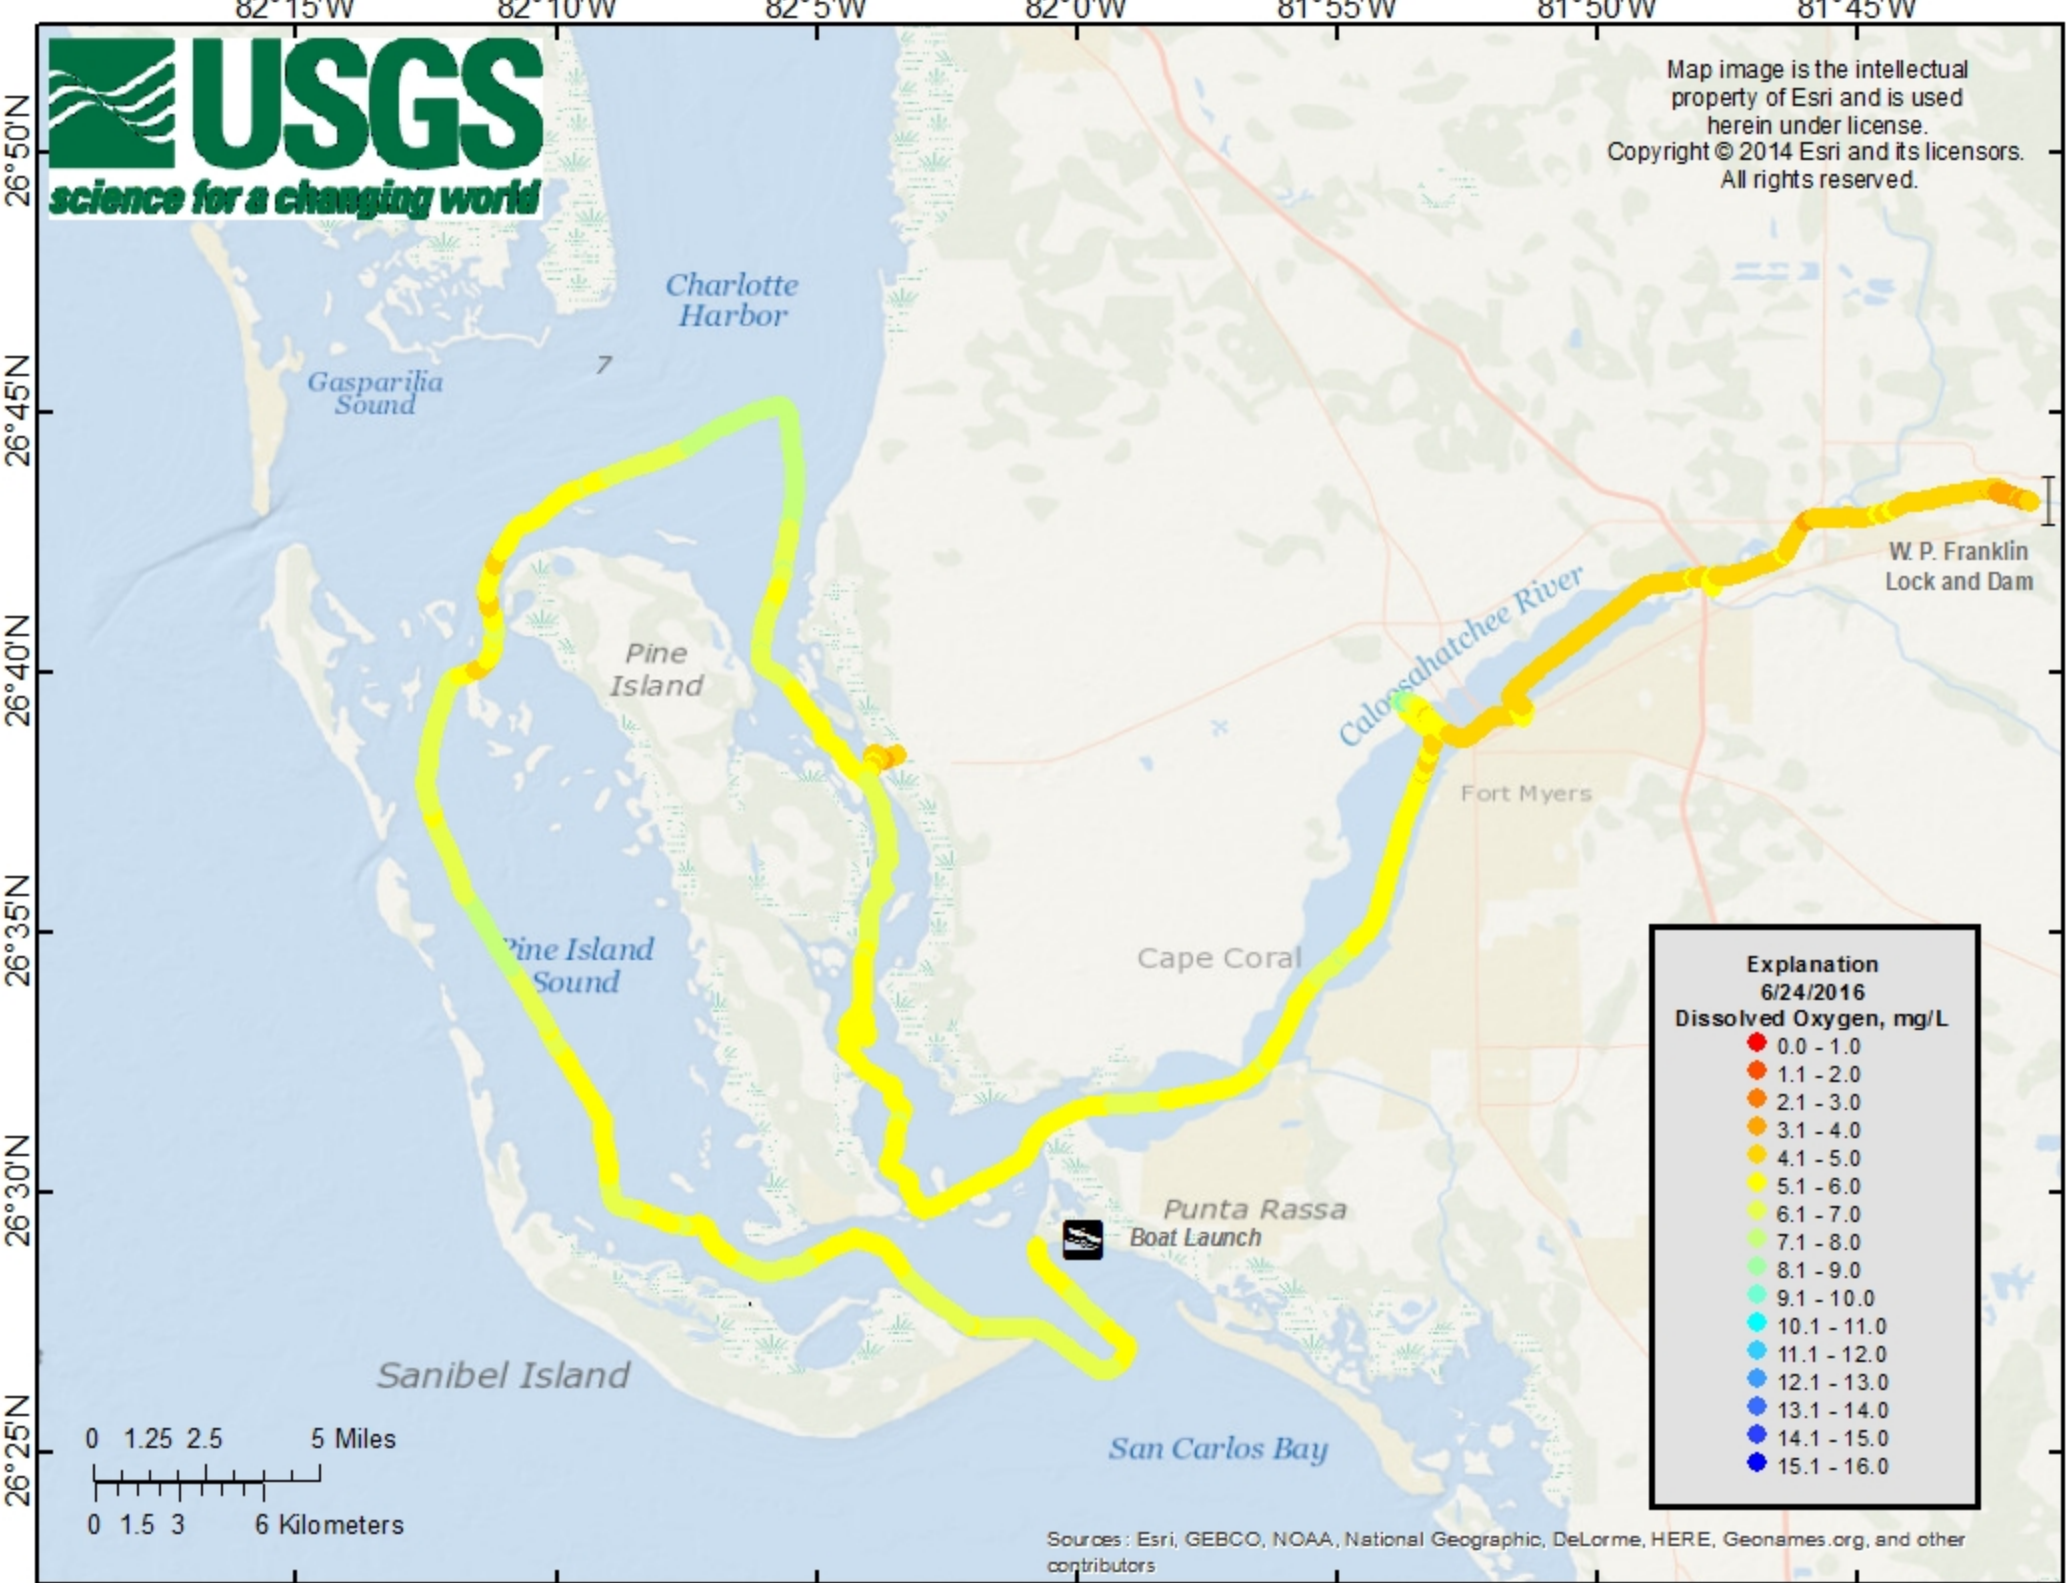 82°15'W 82°10'W 82°5'W 82°0'W 81°55'W 81°50'W 81°45'W
USGS
science for a changing world
Map image is the intellectual
property of Esri and is used
herein under license.
Copyright © 2014 Esri and its licensors.
All rights reserved.
26°50'N
26°45'N
26°40'N
26°35'N
26°30'N
26°25'N
Charlotte
Harbor
7
Gasparilia
Sound
W. P. Franklin
Lock and Dam
Caloosahatchee River
Pine
Island
Fort Myers
Pine Island
Sound
Cape Coral
Punta Rassa
Boat Launch
Sanibel Island
San Carlos Bay
Explanation
6/24/2016
Dissolved Oxygen, mg/L
0.0 - 1.0
1.1 - 2.0
2.1 - 3.0
3.1 - 4.0
4.1 - 5.0
5.1 - 6.0
6.1 - 7.0
7.1 - 8.0
8.1 - 9.0
9.1 - 10.0
10.1 - 11.0
11.1 - 12.0
12.1 - 13.0
13.1 - 14.0
14.1 - 15.0
15.1 - 16.0
0 1.25 2.5 5 Miles
0 1.5 3 6 Kilometers
Sources: Esri, GEBCO, NOAA, National Geographic, DeLorme, HERE, Geonames.org, and other
contributors